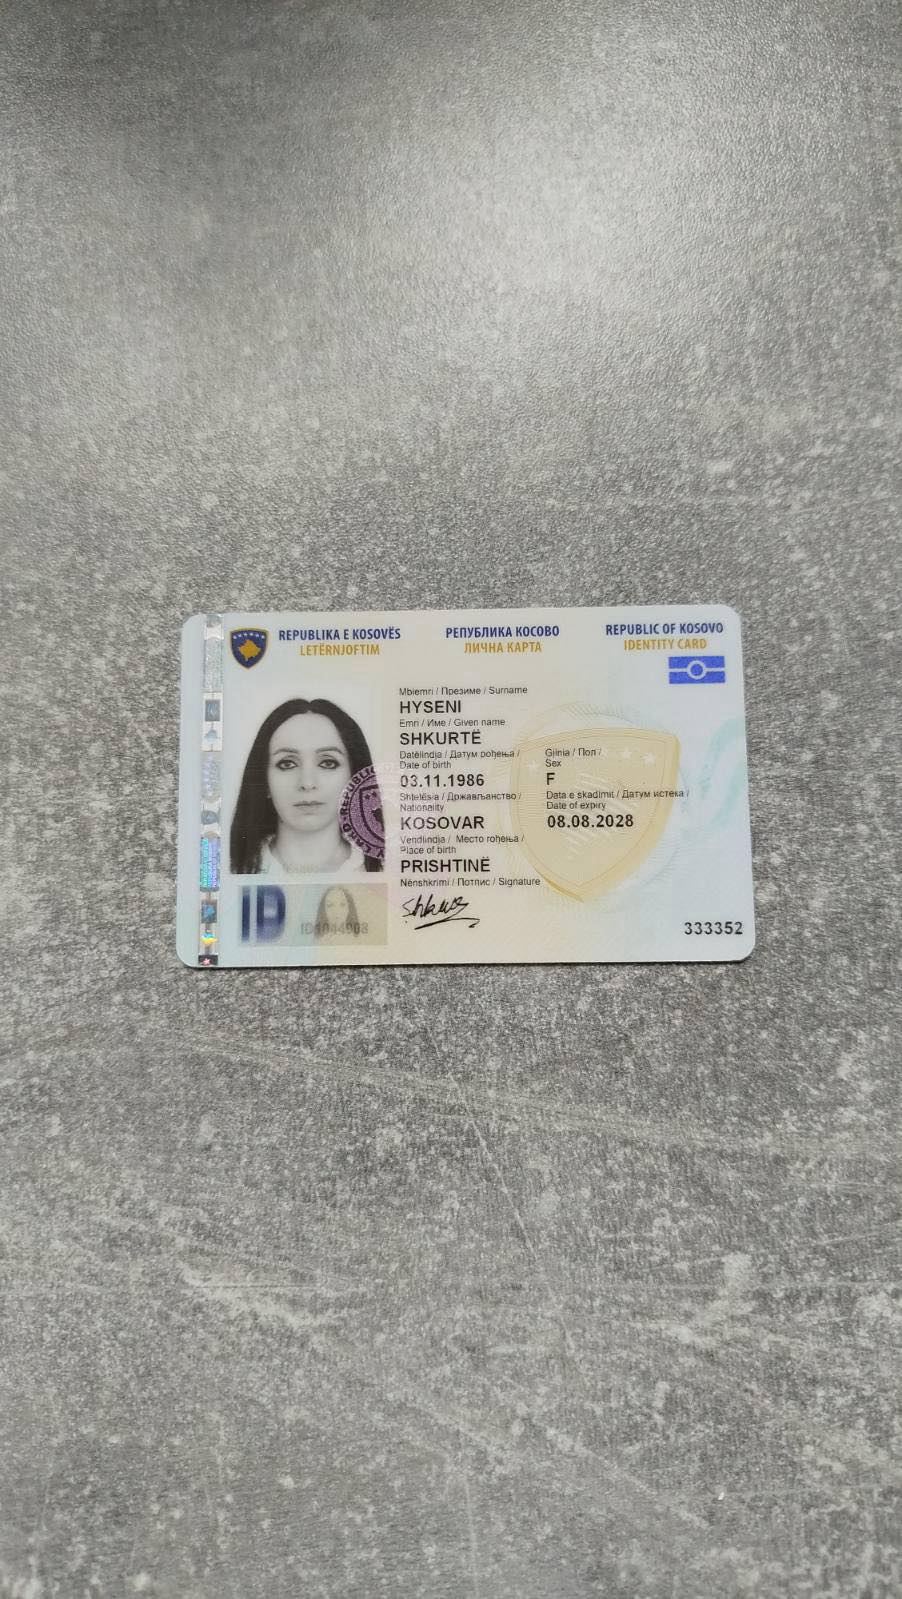 REPUBLIKA E KOSOVËS
LETËRNJOFTIM
РЕПУБЛИКА КОСОВО
ЛИЧНА КАРТА
REPUBLIC OF KOSOVO
IDENTITY CARD
Mbiemri / Презиме / Surname
HYSENI
Emri / Име / Given name
SHKURTË
Datëlindja / Датум рођења /
Date of birth
03.11.1986
Gjinia / Пол /
Sex
F
Shtetësia / Држављанство /
Nationality
KOSOVAR
Data e skadimit / Датум истека /
Date of expiry
08.08.2028
Vendlindja / Место рођења /
Place of birth
PRISHTINË
Nënshkrimi / Потпис / Signature
ID
ID1044908
333352